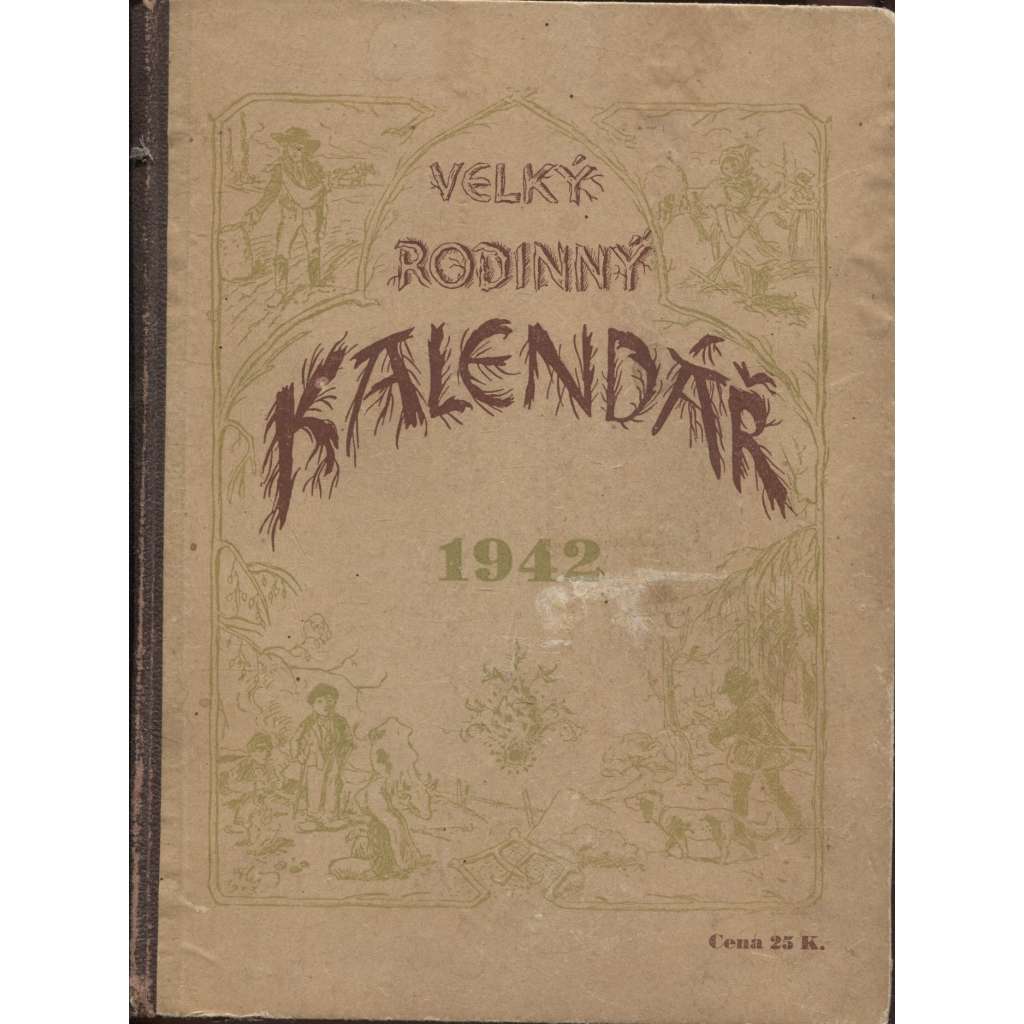 VELKÝ
RODINNÝ
KALENDÁŘ
1942
Cena 25 K.